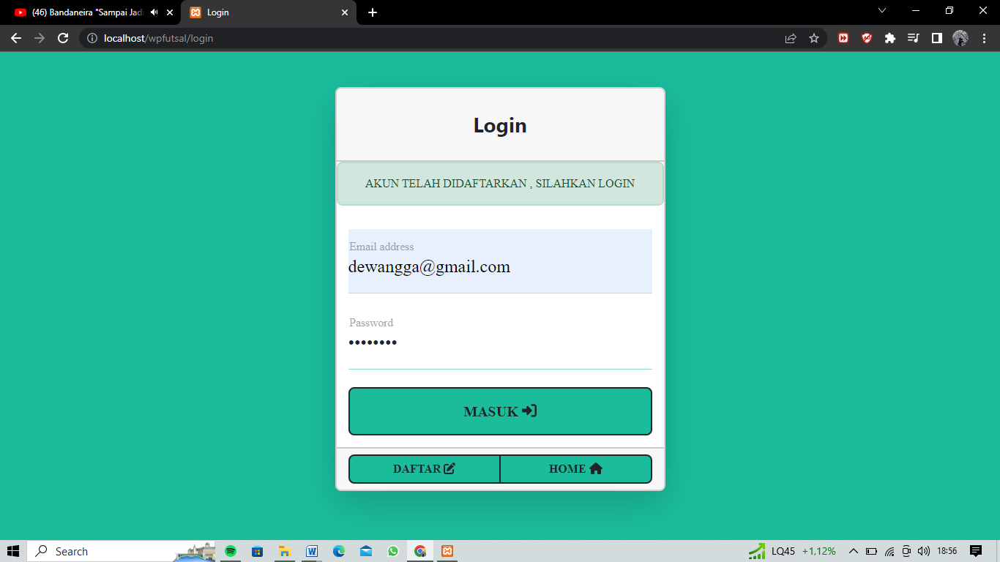 (46) Bandaneira "Sampai Jadi
Login
localhost/wpfutsal/login
Login
AKUN TELAH DIDAFTARKAN , SILAHKAN LOGIN
Email address
dewangga@gmail.com
Password
••••••••
MASUK
DAFTAR
HOME
Search
LQ45 +1,12%
18:56